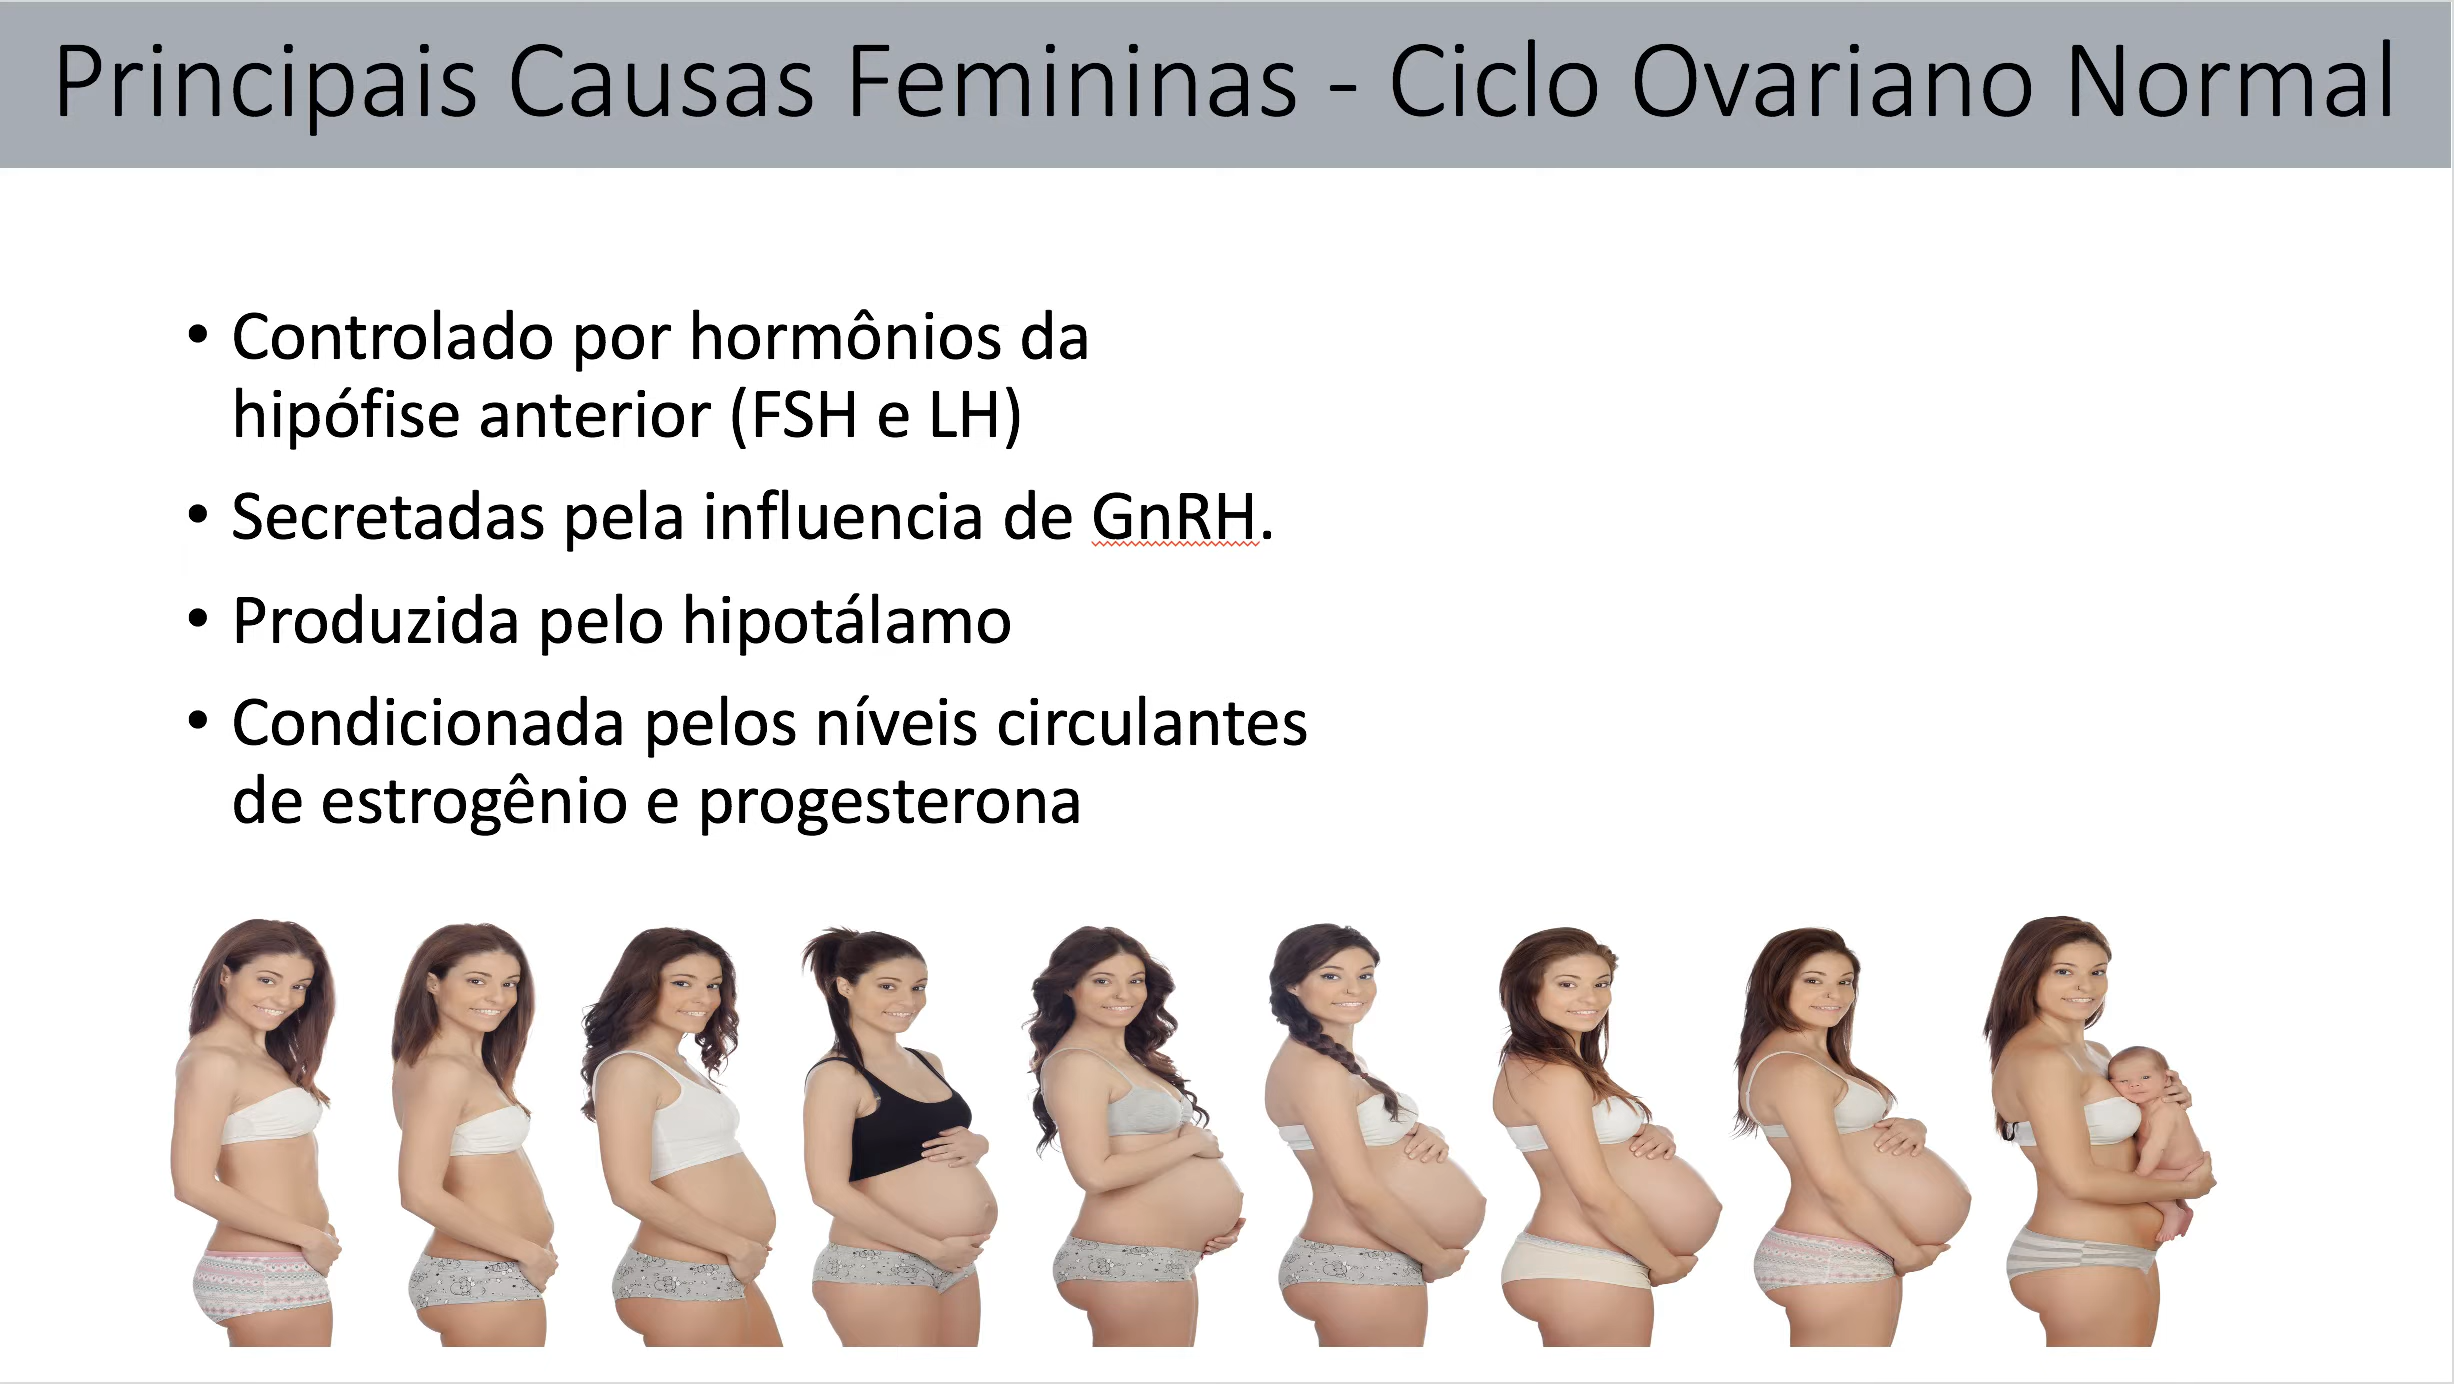 Principais Causas Femininas - Ciclo Ovariano Normal
• Controlado por hormônios da
hipófise anterior (FSH e LH)
• Secretadas pela influencia de GnRH.
• Produzida pelo hipotálamo
• Condicionada pelos níveis circulantes
de estrogênio e progesterona